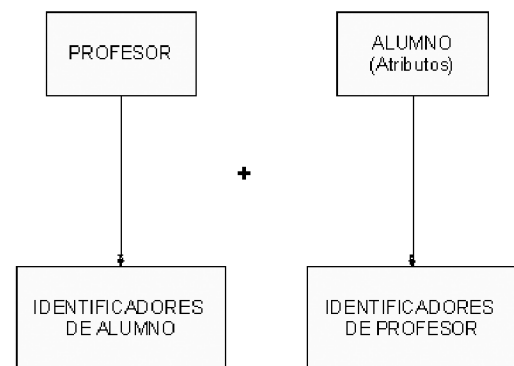 PROFESOR
ALUMNO
(Atributos)
+
IDENTIFICADORES
DE ALUMNO
IDENTIFICADORES
DE PROFESOR